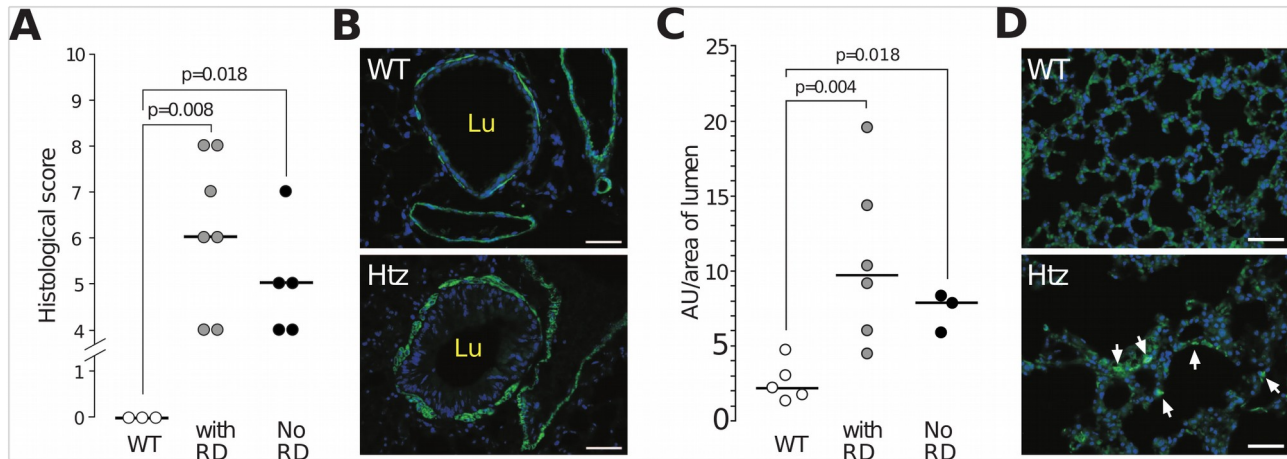 A
Histological score
10
9
8
7
6
5
4
1
0
p=0.018
p=0.008
WT
with
RD
No
RD
B
WT
Lu
Htz
Lu
C
AU/area of lumen
25
20
15
10
5
0
p=0.018
p=0.004
WT
with
RD
No
RD
D
WT
Htz